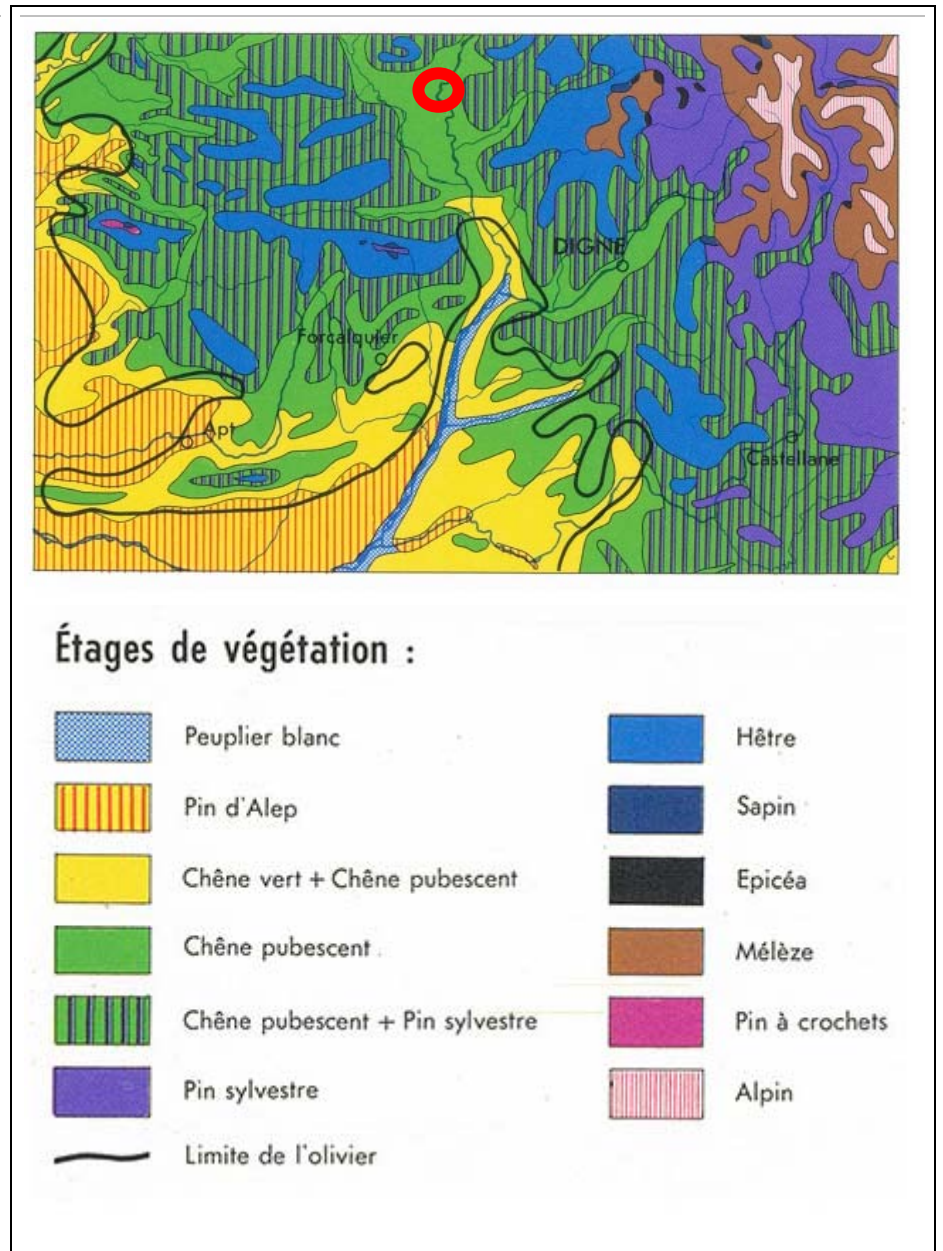 DIGNE
Forcalquier
Apt
Castellane
Étages de végétation :
Peuplier blanc
Pin d'Alep
Chêne vert + Chêne pubescent
Chêne pubescent
Chêne pubescent + Pin sylvestre
Pin sylvestre
Limite de l'olivier
Hêtre
Sapin
Epicéa
Mélèze
Pin à crochets
Alpin